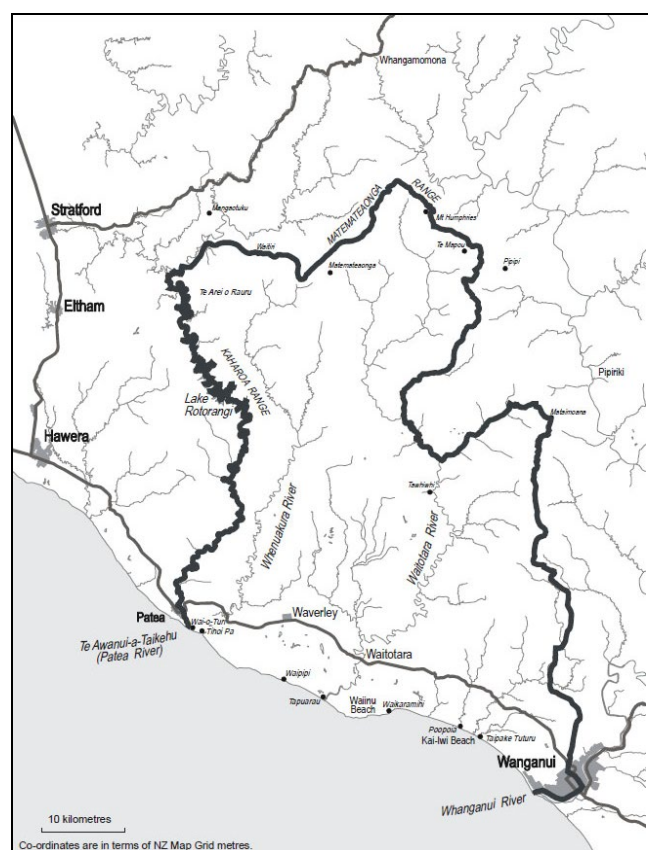 Whangamomona
Stratford
Mangaotuku
MATEMATEAONGA
RANGE
Mt Humphries
Waitiri
Te Mapou
Matemateaonga
Pipipi
Te Arei o Rauru
Eltham
KAHAROA RANGE
Lake
Rotorangi
Pipiriki
Mataimoana
Hawera
Tawhiwhi
Whenuakura River
Waitotara River
Patea
Wai-o-Turi
Tihoi Pa
Waverley
Te Awanui-a-Taikehu
(Patea River)
Waitotara
Waipipi
Tapuarau
Waiinu
Beach
Waikaramihi
Poopoia
Kai-Iwi Beach
Taipake Tuturu
Wanganui
Whanganui River
10 kilometres
Co-ordinates are in terms of NZ Map Grid metres.